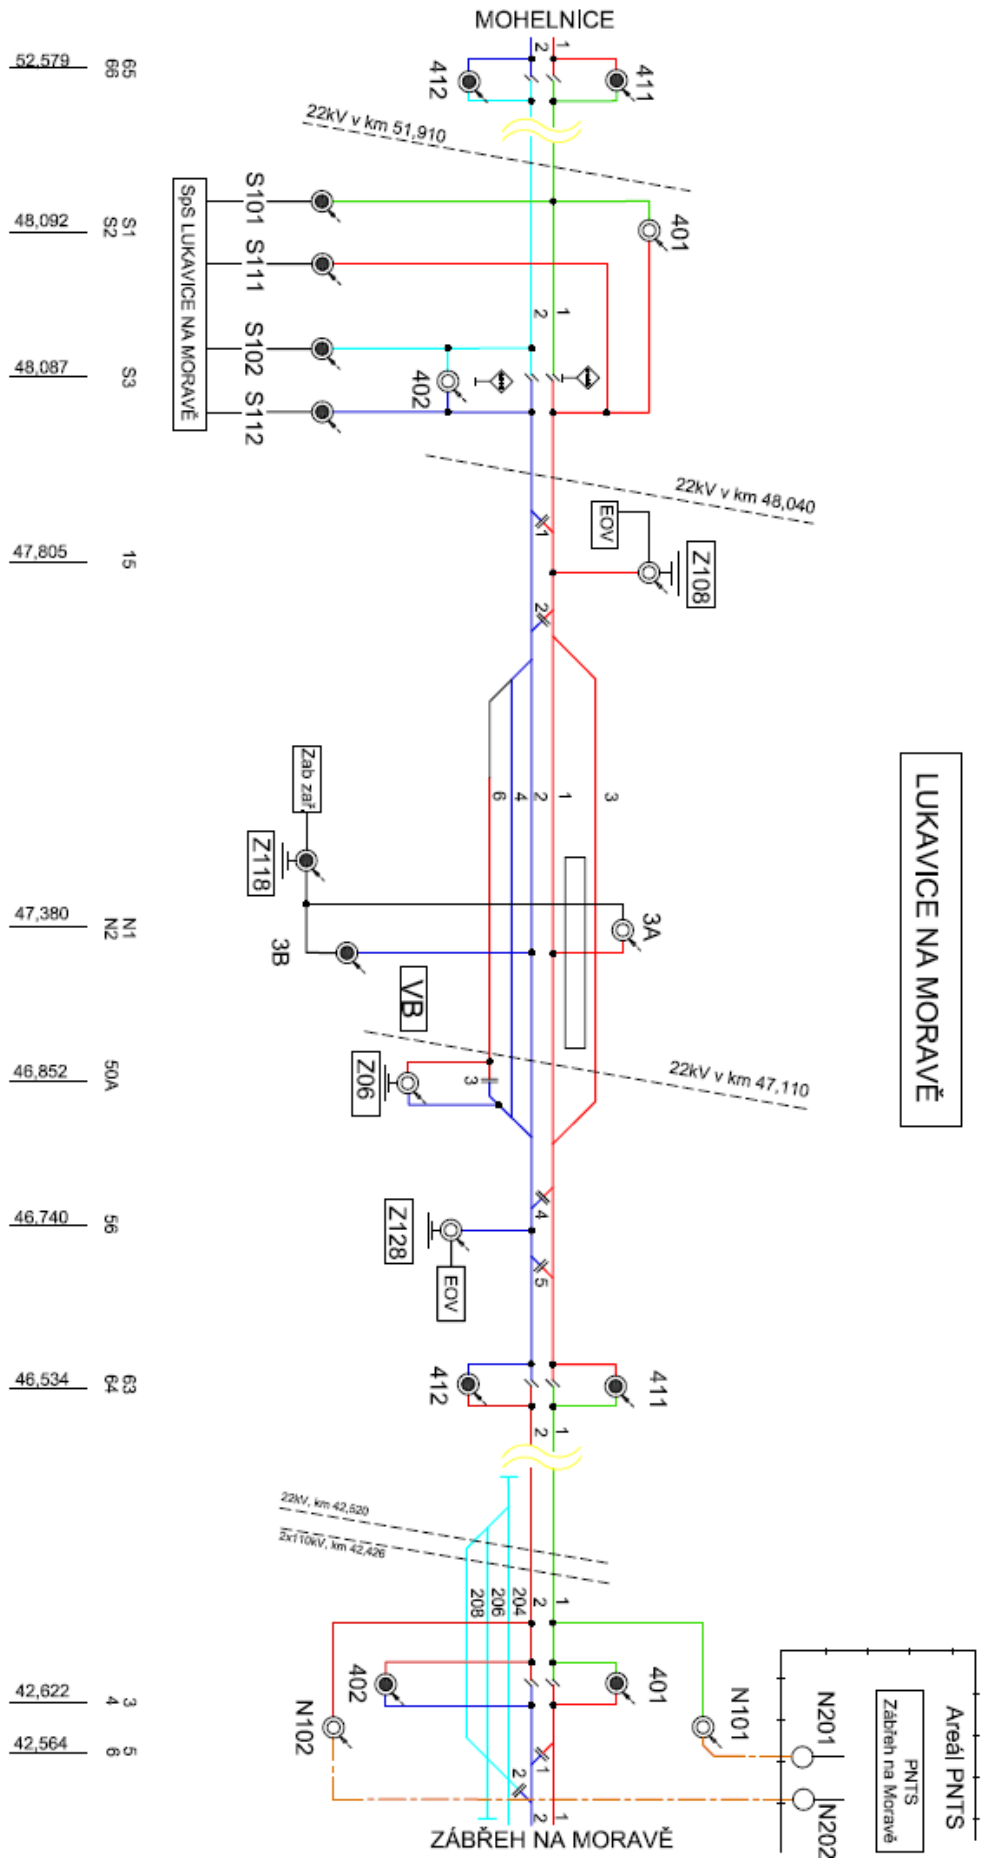 MOHELNICE
52,579
66
65
412
2
1
411
22kV v km 51,910
SpS LUKAVICE NA MORAVĚ
S101
S111
S102
S112
48,092
S2
S1
401
2
1
48,087
S3
402
22kV v km 48,040
1
EOV
Z108
47,805
15
2
LUKAVICE NA MORAVĚ
Zab zař.
6
4
2
1
3
Z118
47,380
N2
N1
3A
3B
VB
22kV v km 47,110
46,852
50A
Z06
3
4
46,740
56
Z128
EOV
5
46,534
64
63
412
411
2
1
22kV, km 42,520
2x110kV, km 42,426
208
206
204
2
1
42,622
4
3
402
401
N102
N101
N201
N202
Areál PNTS
PNTS
Zábřeh na Moravě
42,564
6
5
1
2
2
1
ZÁBŘEH NA MORAVĚ